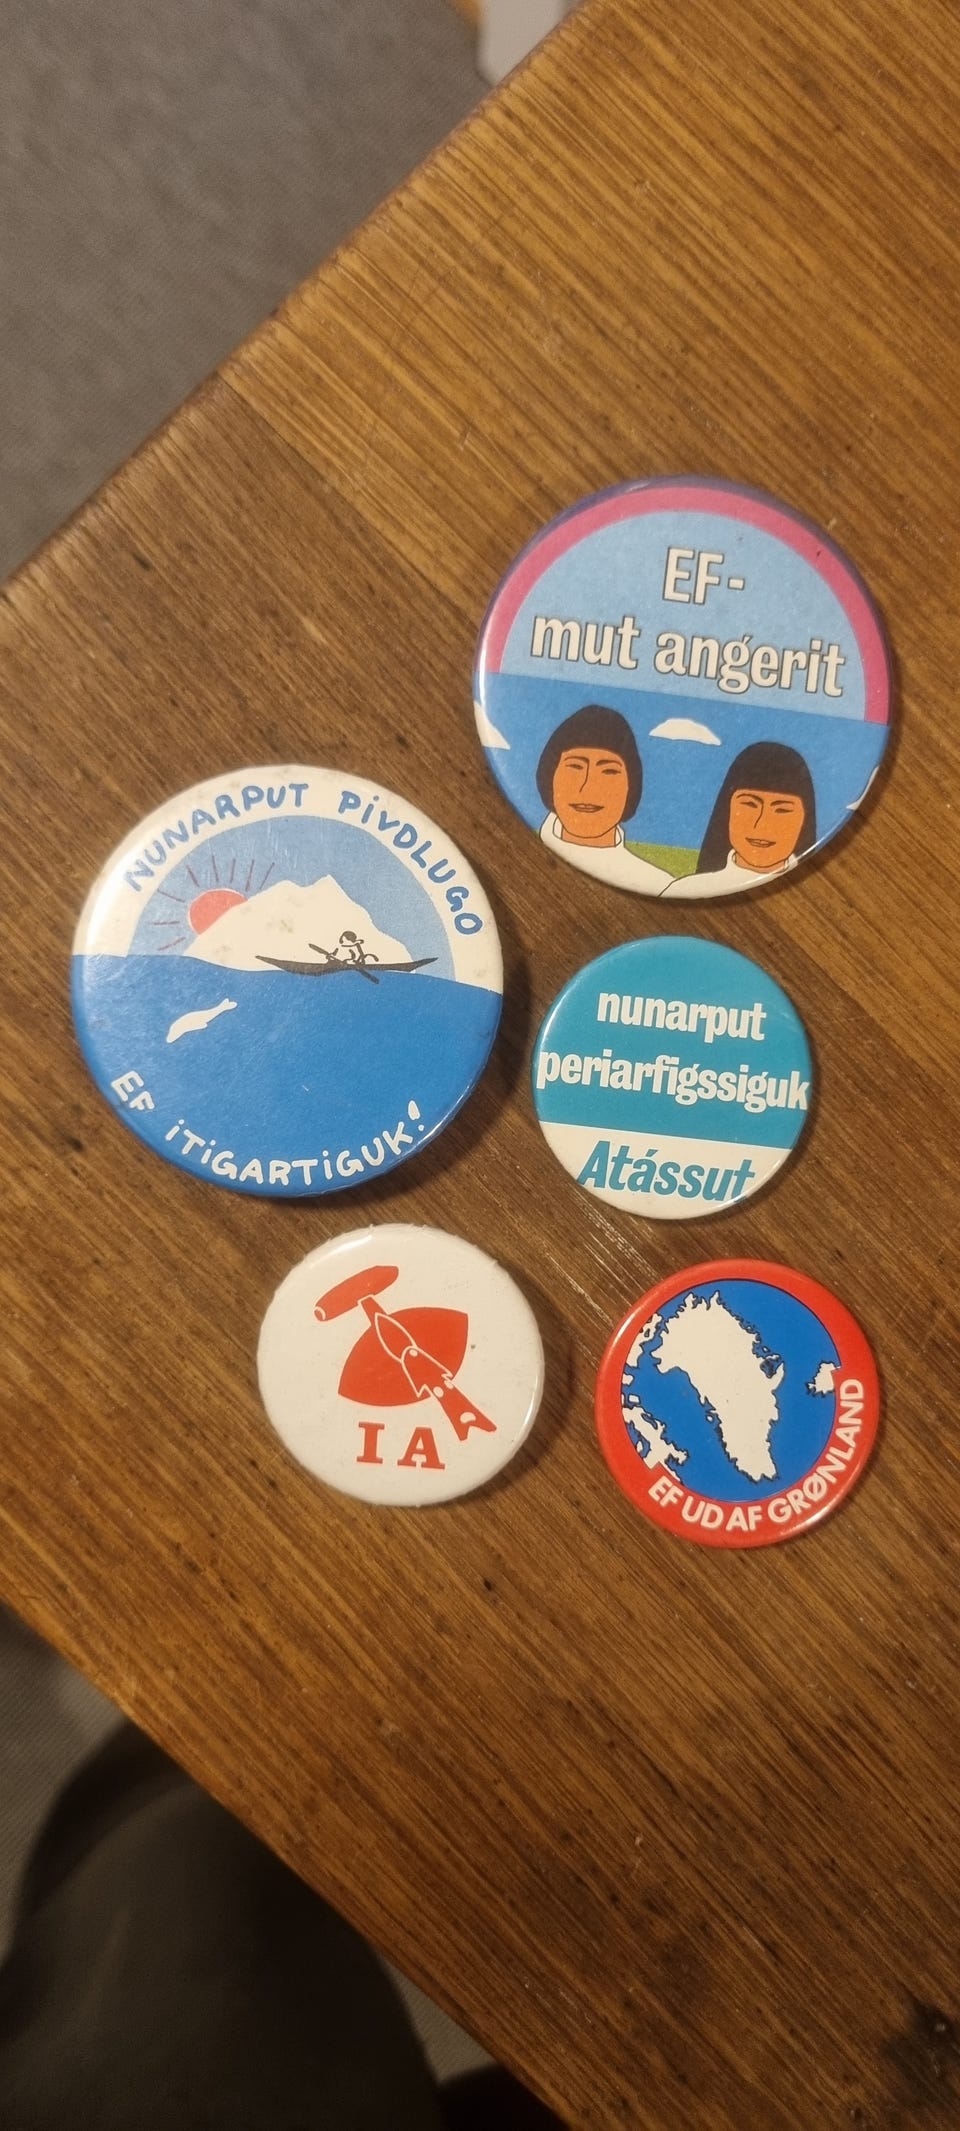 EF-
mut angerit
NUNARPUT PIVDLUGO
EF ITIGARTIGUK!
nunarput
periarfigssiguk
Atássut
IA
EF UD AF GRØNLAND